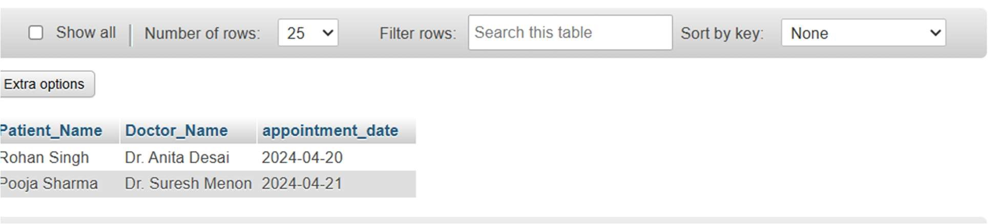 Show all | Number of rows: 25 Filter rows: Search this table Sort by key: None
Extra options
Patient_Name Doctor_Name appointment_date
Rohan Singh Dr. Anita Desai 2024-04-20
Pooja Sharma Dr. Suresh Menon 2024-04-21